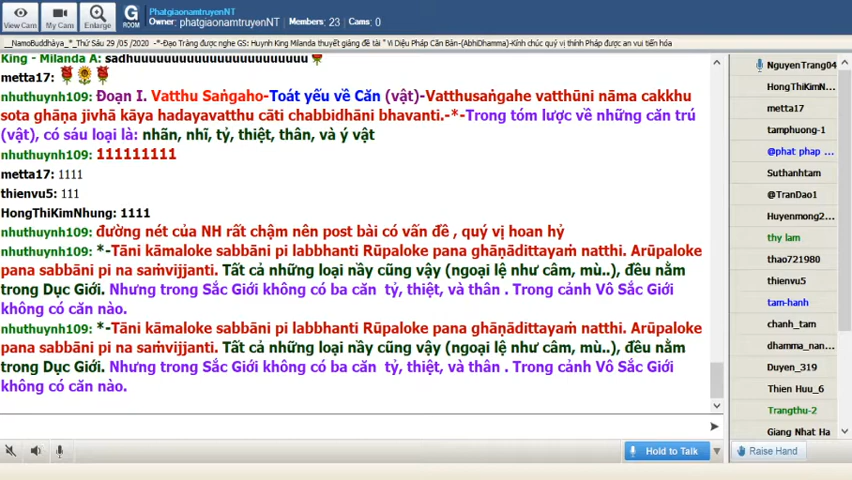 PhatgiaonamtruyenNT
Owner: phatgiaonamtruyenNT | Members: 23 | Cams: 0
View Cam
My Cam
Enlarge
G
ROOM
__NamoBuddhàya_*_Thứ Sáu 29 /05 /2020 -*-Đạo Tràng được nghe GS: Huynh King Milanda thuyết giảng đề tài " Vi Diệu Pháp Căn Bản-(AbhiDhamma)-Kính chúc quý vị thính Pháp được an vui tiến hóa
King - Milanda A: sadhuuuuuuuuuuuuuuuuuuuuuuuu
metta17:
nhuthuynh109: Đoạn I. Vatthu Saṅgaho-Toát yếu về Căn (vật)-Vatthusaṅgahe vatthūni nāma cakkhu
sota ghāṇa jivhā kāya hadayavatthu cāti chabbidhāni bhavanti.-*-Trong tóm lược về những căn trú
(vật), có sáu loại là: nhãn, nhĩ, tỷ, thiệt, thân, và ý vật
nhuthuynh109: 111111111
metta17: 1111
thienvu5: 111
HongThiKimNhung: 1111
nhuthuynh109: đường nét của NH rất chậm nên post bài có vấn đề , quý vị hoan hỷ
nhuthuynh109: *-Tāni kāmaloke sabbāni pi labbhanti Rūpaloke pana ghāṇādittayaṁ natthi. Arūpaloke
pana sabbāni pi na saṁvijjanti. Tất cả những loại nầy cũng vậy (ngoại lệ như câm, mù..), đều nằm
trong Dục Giới. Nhưng trong Sắc Giới không có ba căn tỷ, thiệt, và thân . Trong cảnh Vô Sắc Giới
không có căn nào.
nhuthuynh109: *-Tāni kāmaloke sabbāni pi labbhanti Rūpaloke pana ghāṇādittayaṁ natthi. Arūpaloke
pana sabbāni pi na saṁvijjanti. Tất cả những loại nầy cũng vậy (ngoại lệ như câm, mù..), đều nằm
trong Dục Giới. Nhưng trong Sắc Giới không có ba căn tỷ, thiệt, và thân . Trong cảnh Vô Sắc Giới
không có căn nào.
NguyenTrang04
HongThiKimN...
metta17
tamphuong-1
@phat phap ...
Suthanhtam
@TranDao1
Huyenmong2...
thy lam
thao721980
thienvu5
tam-hanh
chanh_tam
dhamma_nan...
Duyen_319
Thien Huu_6
Trangthu-2
Giang Nhat Ha
Hold to Talk
Raise Hand